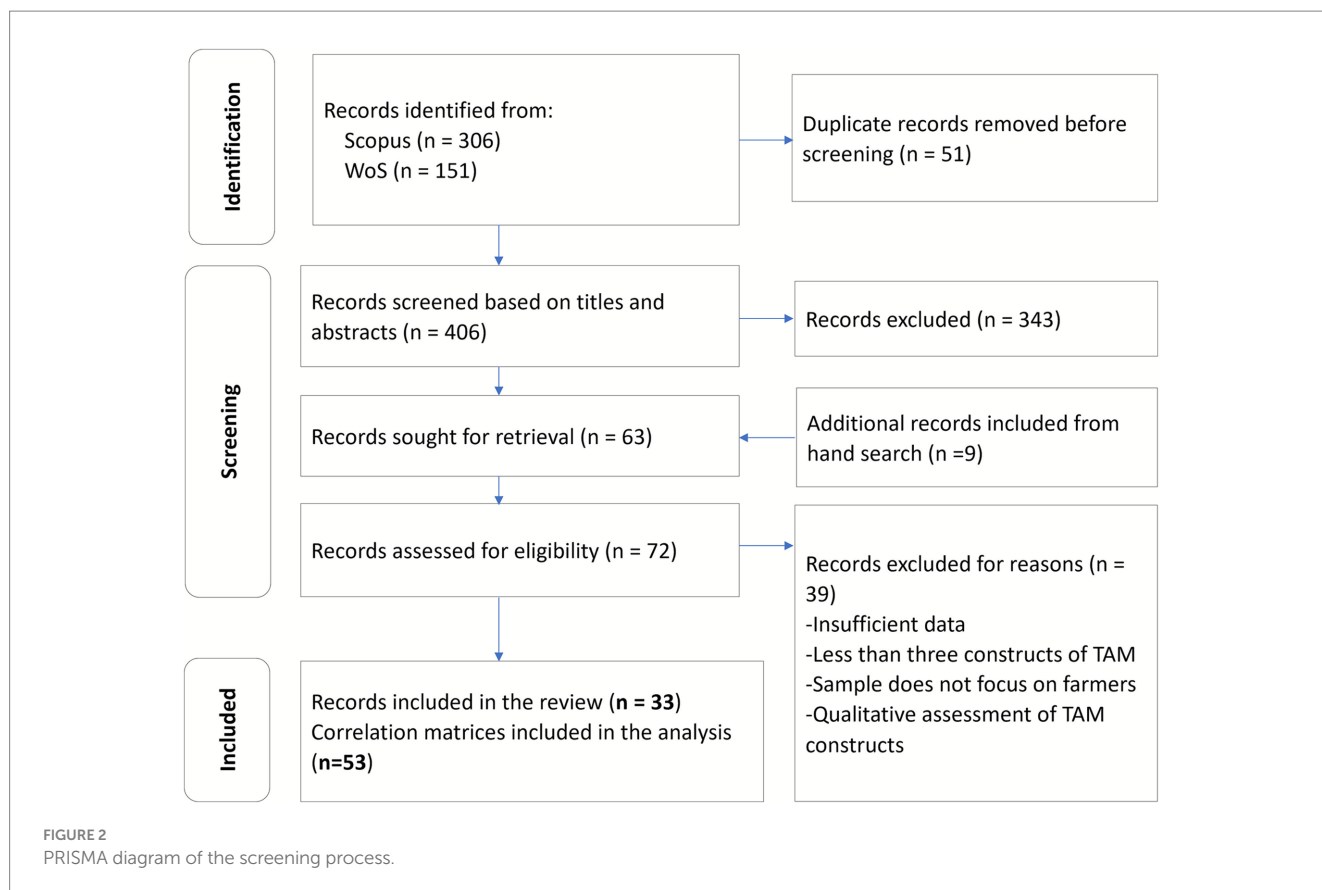 Identification
Records identified from:
Scopus (n = 306)
WoS (n = 151)
Duplicate records removed before
screening (n = 51)
Screening
Records screened based on titles and
abstracts (n = 406)
Records excluded (n = 343)
Records sought for retrieval (n = 63)
Additional records included from
hand search (n =9)
Records assessed for eligibility (n = 72)
Records excluded for reasons (n =
39)
-Insufficient data
-Less than three constructs of TAM
-Sample does not focus on farmers
-Qualitative assessment of TAM
constructs
Included
Records included in the review (n = 33)
Correlation matrices included in the analysis
(n=53)
FIGURE 2
PRISMA diagram of the screening process.